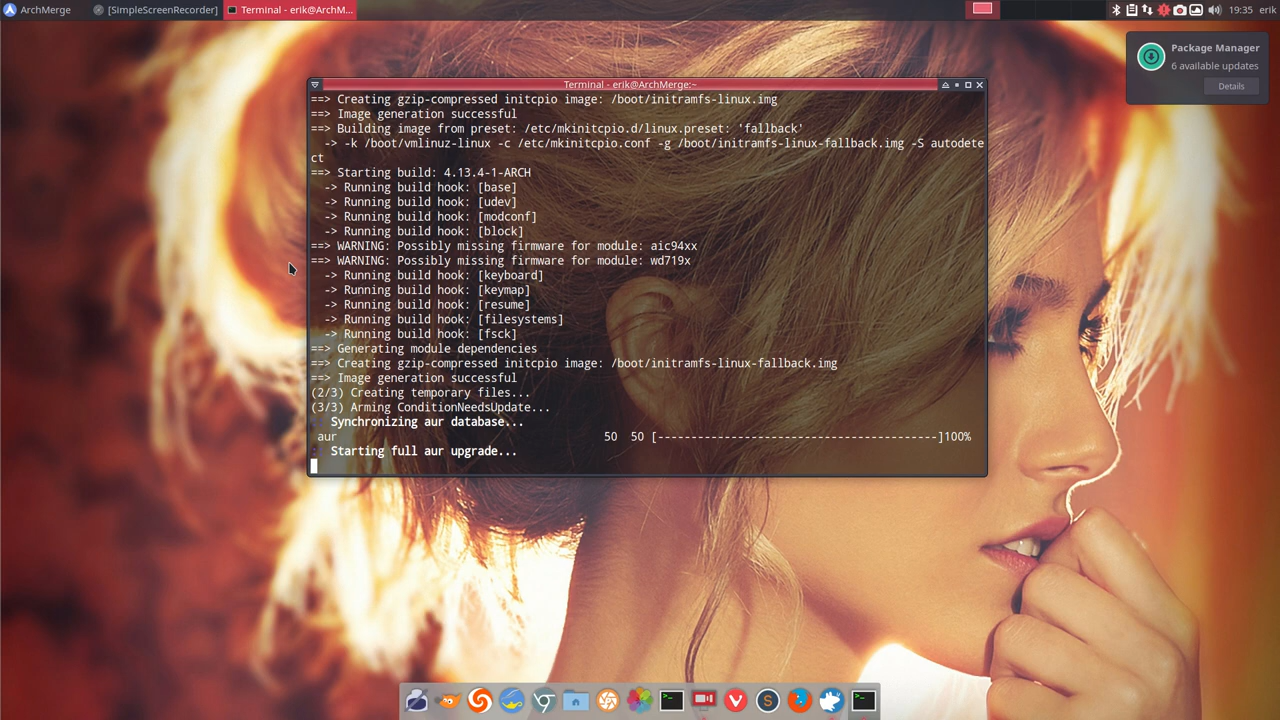 ArchMerge
[SimpleScreenRecorder]
Terminal - erik@ArchM...
19:35
erik
Package Manager
6 available updates
Details
Terminal - erik@ArchMerge:~
==> Creating gzip-compressed initcpio image: /boot/initramfs-linux.img
==> Image generation successful
==> Building image from preset: /etc/mkinitcpio.d/linux.preset: 'fallback'
  -> -k /boot/vmlinuz-linux -c /etc/mkinitcpio.conf -g /boot/initramfs-linux-fallback.img -S autodete
ct
==> Starting build: 4.13.4-1-ARCH
  -> Running build hook: [base]
  -> Running build hook: [udev]
  -> Running build hook: [modconf]
  -> Running build hook: [block]
==> WARNING: Possibly missing firmware for module: aic94xx
==> WARNING: Possibly missing firmware for module: wd719x
  -> Running build hook: [keyboard]
  -> Running build hook: [keymap]
  -> Running build hook: [resume]
  -> Running build hook: [filesystems]
  -> Running build hook: [fsck]
==> Generating module dependencies
==> Creating gzip-compressed initcpio image: /boot/initramfs-linux-fallback.img
==> Image generation successful
(2/3) Creating temporary files...
(3/3) Arming ConditionNeedsUpdate...
:: Synchronizing aur database...
 aur 50 50 [-------------------------------------------]100%
:: Starting full aur upgrade...